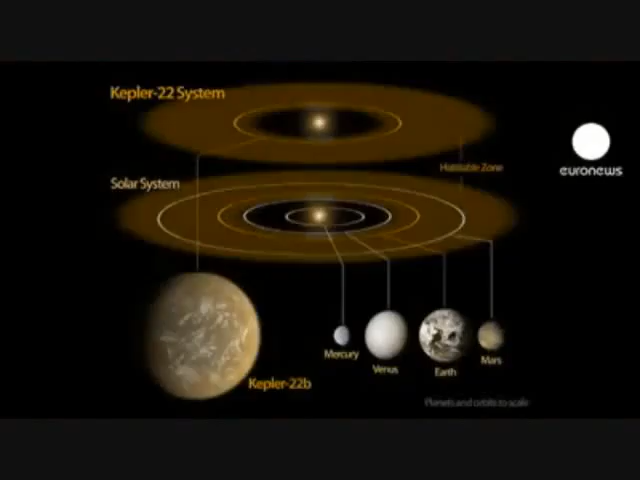 Kepler-22 System
Habitable Zone
euronews
Solar System
Mercury
Venus
Earth
Mars
Kepler-22b
Planets and orbits to scale